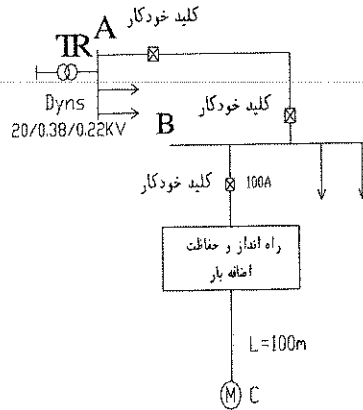 کلید خودکار
A
TR
کلید خودکار
Dyns
20/0.38/0.22KV
B
کلید خودکار
100A
راه انداز و حفاظت
اضافه بار
L=100m
M C